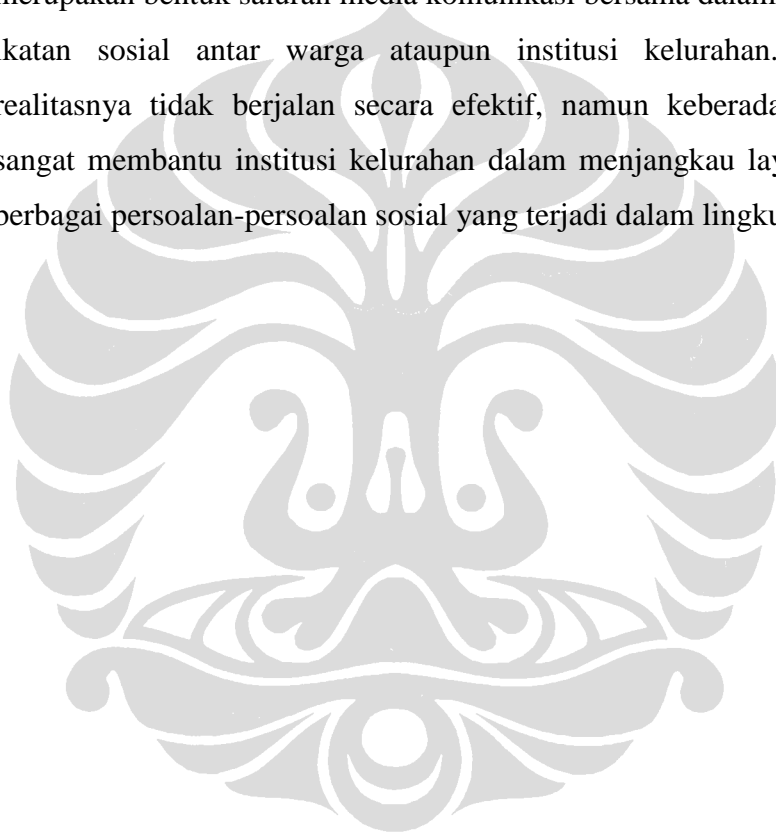 merupakan bentuk saluran media komunikasi bersama dalam
ikatan sosial antar warga ataupun institusi kelurahan.
realitasnya tidak berjalan secara efektif, namun
sangat membantu institusi kelurahan dalam menjangkau
berbagai persoalan-persoalan sosial yang terjadi dalam